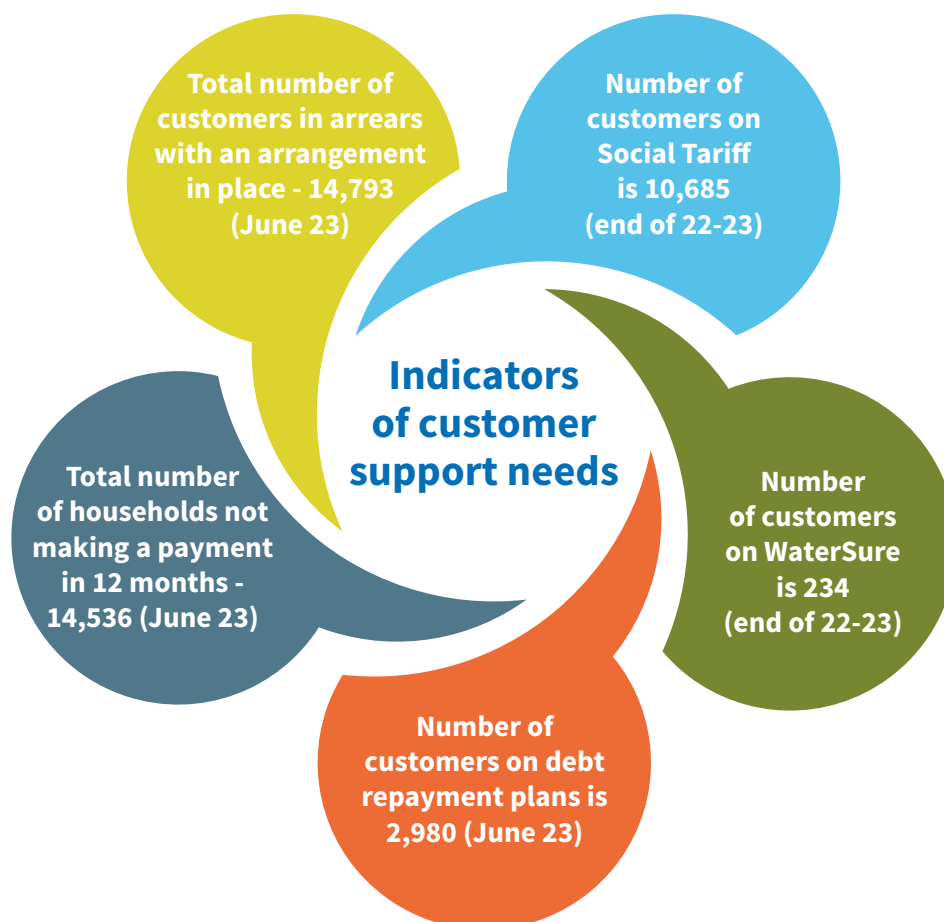 Total number of
customers in arrears
with an arrangement
in place - 14,793
(June 23)
Number of
customers on
Social Tariff
is 10,685
(end of 22-23)
Indicators
of customer
support needs
Number
of customers
on WaterSure
is 234
(end of 22-23)
Total number
of households not
making a payment
in 12 months -
14,536 (June 23)
Number of
customers on debt
repayment plans is
2,980 (June 23)